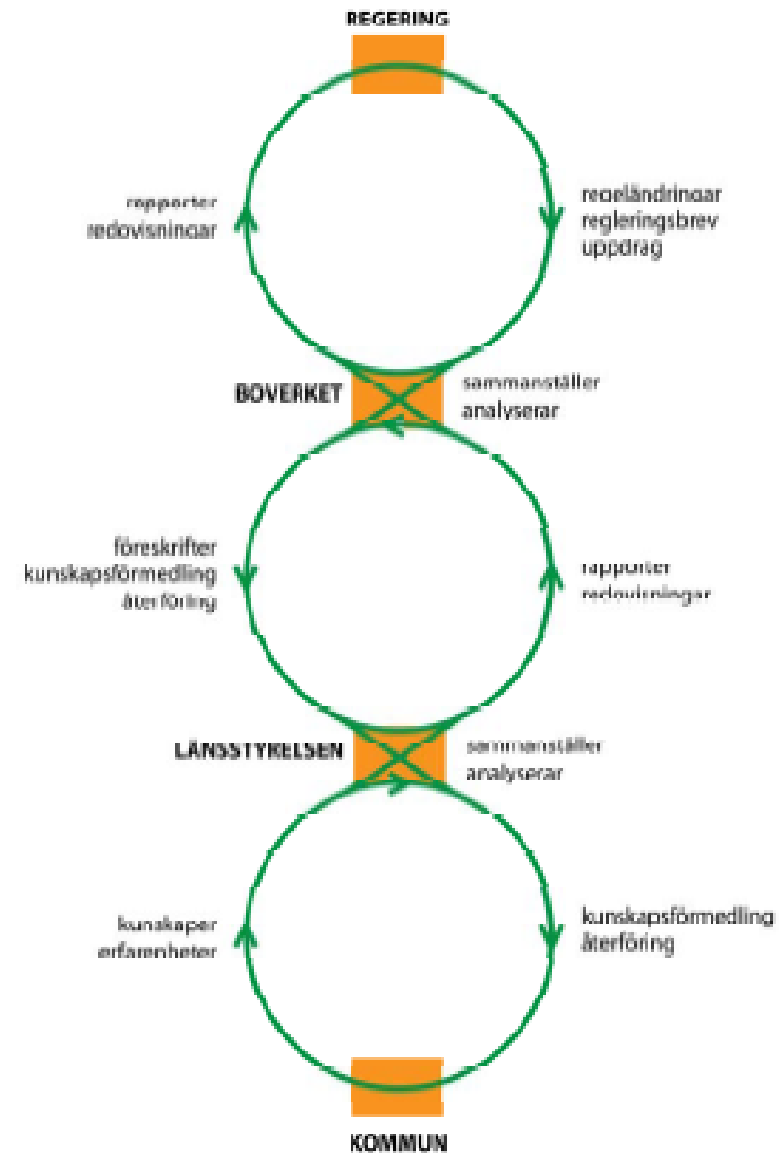 REGERING
rapporter
redovisningar
regeländringar
regleringsbrev
uppdrag
BOVERKET
sammanställer
analyserar
föreskrifter
kunskapsförmedling
återföring
rapporter
redovisningar
LÄNSSTYRELSEN
sammanställer
analyserar
kunskaper
erfarenheter
kunskapsförmedling
återföring
KOMMUN